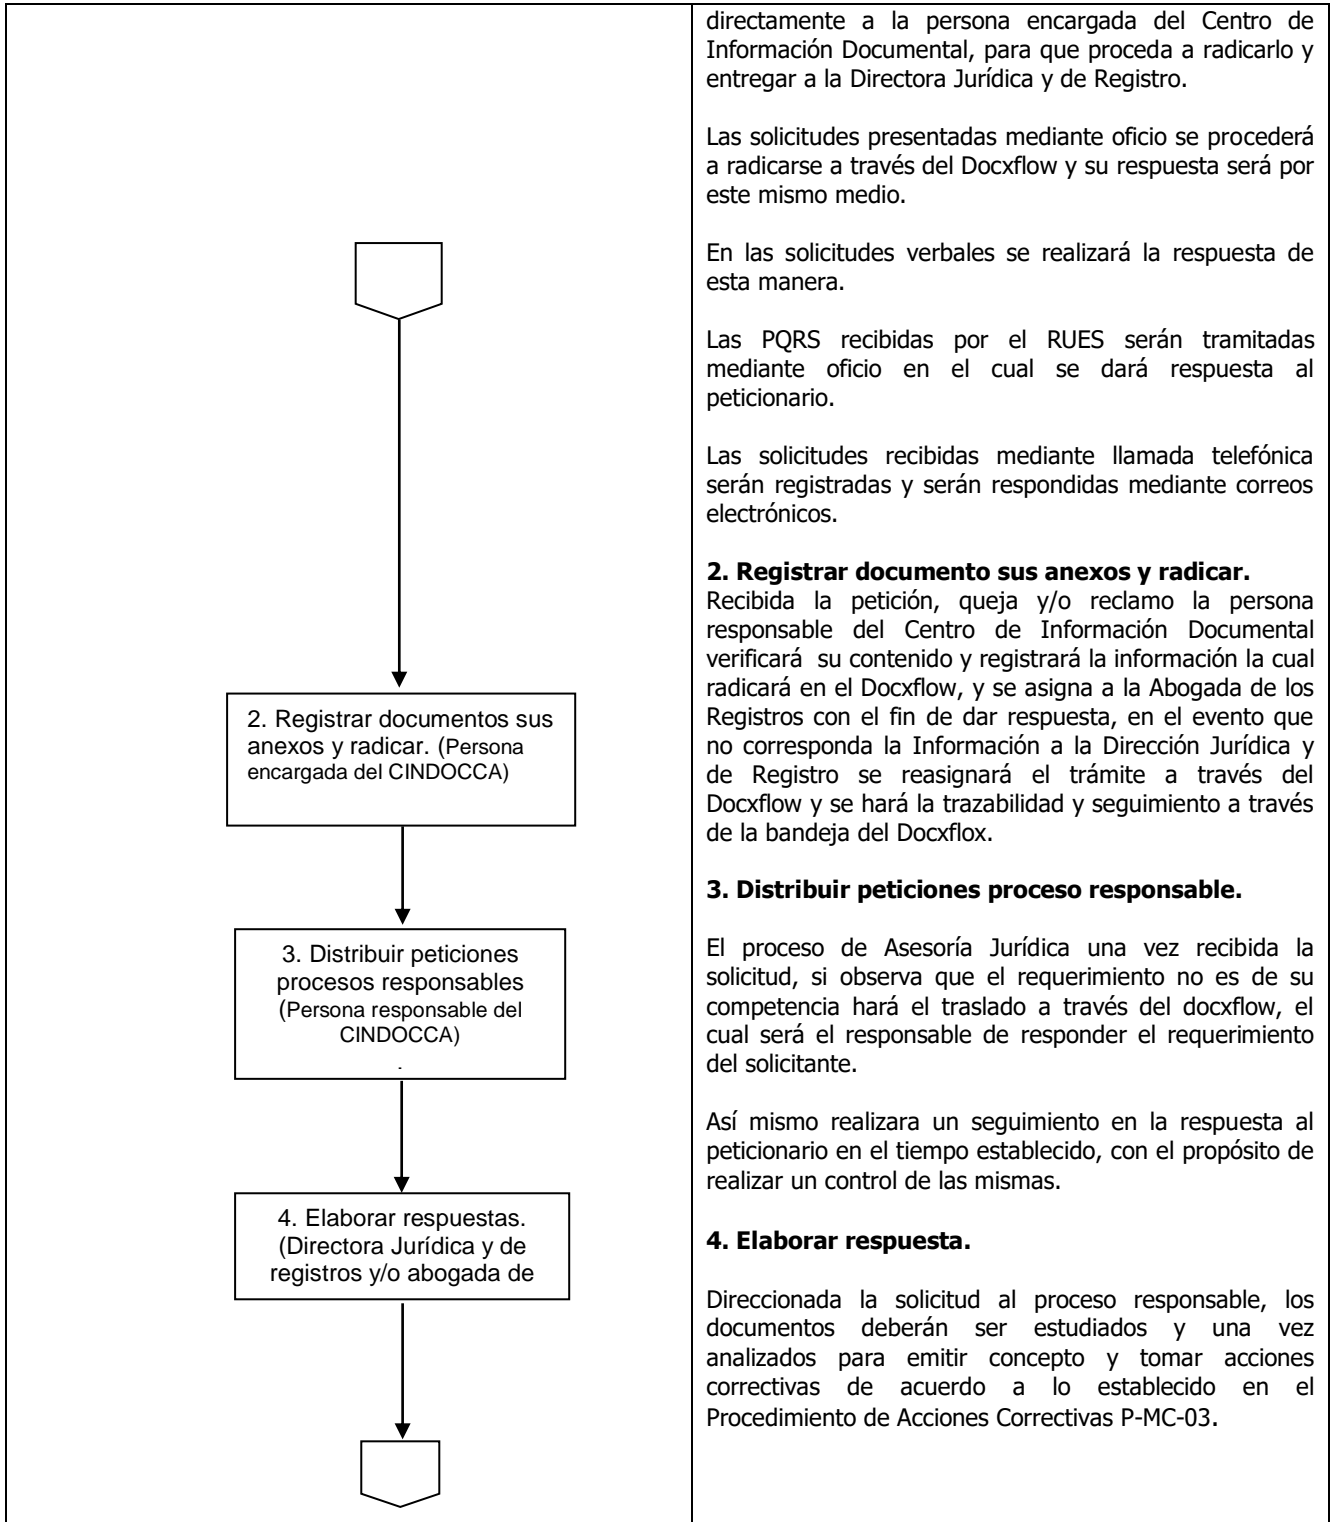 2. Registrar documentos sus
anexos y radicar. (Persona
encargada del CINDOCCA)
3. Distribuir peticiones
procesos responsables
(Persona responsable del
CINDOCCA)
.
4. Elaborar respuestas.
(Directora Jurídica y de
registros y/o abogada de
directamente a la persona encargada del Centro de
Información Documental, para que proceda a radicarlo y
entregar a la Directora Jurídica y de Registro.
Las solicitudes presentadas mediante oficio se procederá
a radicarse a través del Docxflow y su respuesta será por
este mismo medio.
En las solicitudes verbales se realizará la respuesta de
esta manera.
Las PQRS recibidas por el RUES serán tramitadas
mediante oficio en el cual se dará respuesta al
peticionario.
Las solicitudes recibidas mediante llamada telefónica
serán registradas y serán respondidas mediante correos
electrónicos.
2. Registrar documento sus anexos y radicar.
Recibida la petición, queja y/o reclamo la persona
responsable del Centro de Información Documental
verificará su contenido y registrará la información la cual
radicará en el Docxflow, y se asigna a la Abogada de los
Registros con el fin de dar respuesta, en el evento que
no corresponda la Información a la Dirección Jurídica y
de Registro se reasignará el trámite a través del
Docxflow y se hará la trazabilidad y seguimiento a través
de la bandeja del Docxflox.
3. Distribuir peticiones proceso responsable.
El proceso de Asesoría Jurídica una vez recibida la
solicitud, si observa que el requerimiento no es de su
competencia hará el traslado a través del docxflow, el
cual será el responsable de responder el requerimiento
del solicitante.
Así mismo realizara un seguimiento en la respuesta al
peticionario en el tiempo establecido, con el propósito de
realizar un control de las mismas.
4. Elaborar respuesta.
Direccionada la solicitud al proceso responsable, los
documentos deberán ser estudiados y una vez
analizados para emitir concepto y tomar acciones
correctivas de acuerdo a lo establecido en el
Procedimiento de Acciones Correctivas P-MC-03.